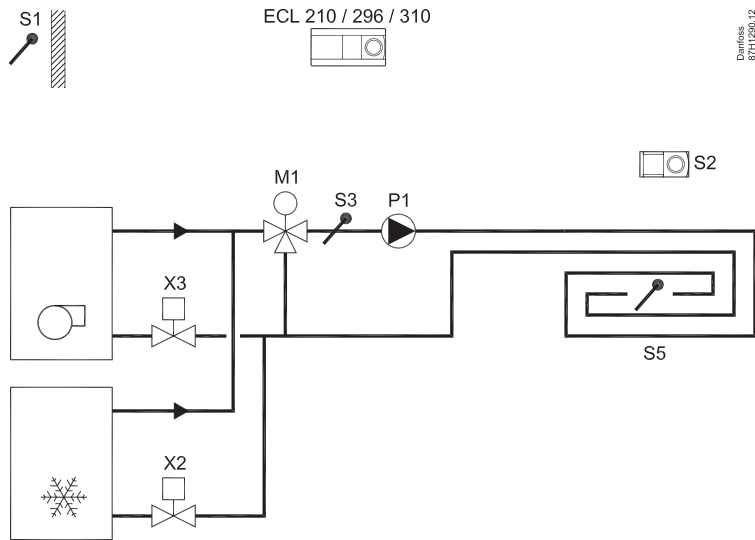 S1
ECL 210 / 296 / 310
Danfoss
87H1290.12
S2
M1
S3
P1
X3
S5
X2